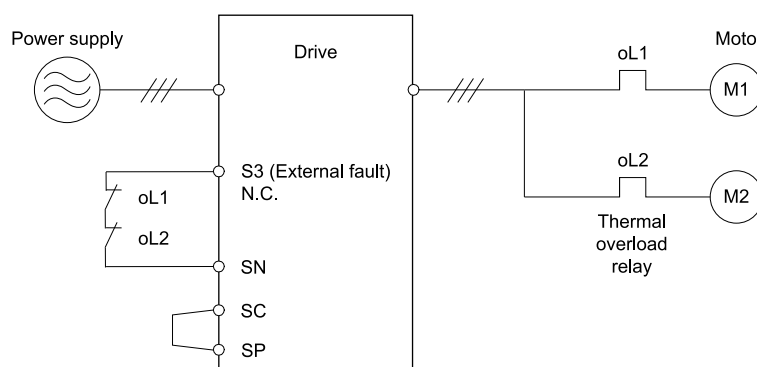 Power supply
Drive
oL1
Moto
M1
S3 (External fault)
N.C.
oL1
oL2
oL2
M2
SN
Thermal
overload
relay
SC
SP